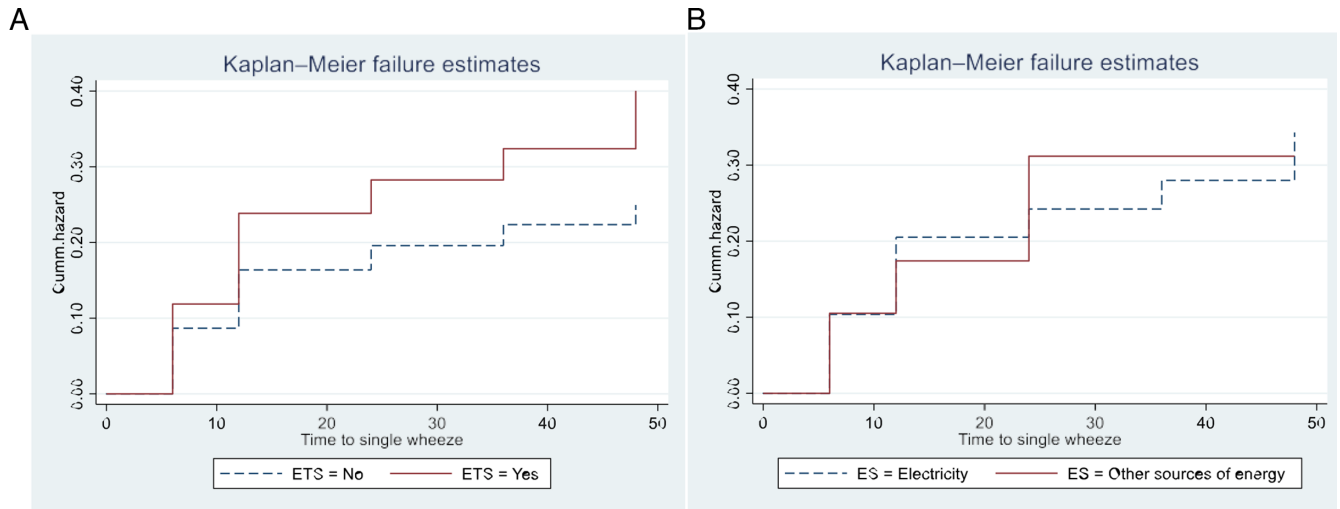 A
Kaplan–Meier failure estimates
0.40
0.30
0.20
0.10
0.00
Cumm.hazard
0 10 20 30 40 50
Time to single wheeze
ETS = No ETS = Yes
B
Kaplan–Meier failure estimates
0.40
0.30
0.20
0.10
0.00
Cumm.hazard
0 10 20 30 40 50
Time to single wheeze
ES = Electricity ES = Other sources of energy